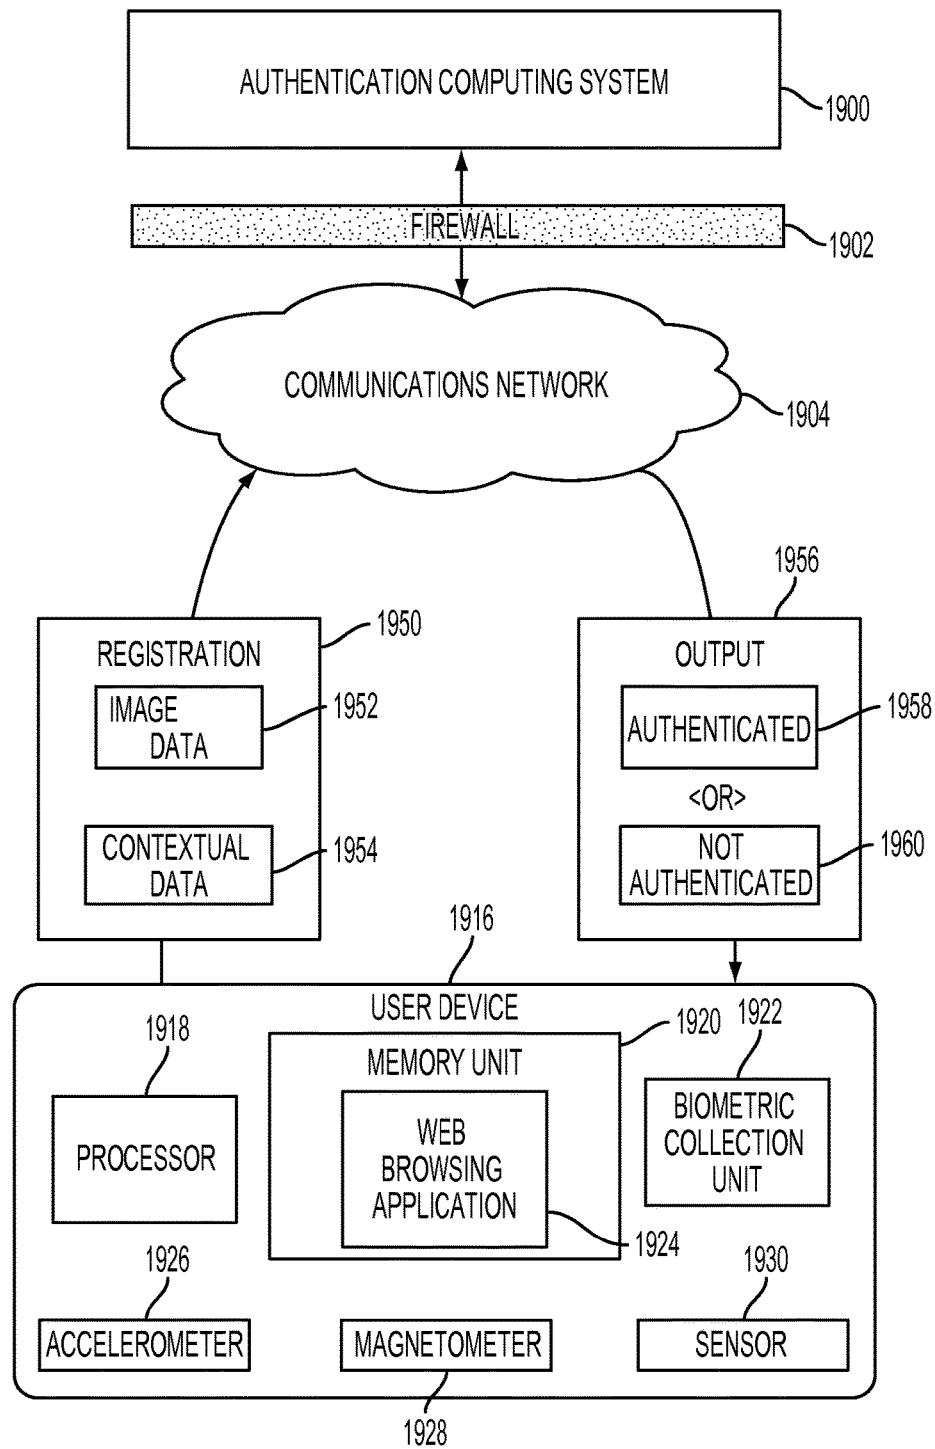 AUTHENTICATION COMPUTING SYSTEM
1900
FIREWALL
1902
COMMUNICATIONS NETWORK
1904
1956
1950
REGISTRATION
IMAGE
DATA
1952
CONTEXTUAL
DATA
1954
OUTPUT
AUTHENTICATED
1958
<OR>
NOT
AUTHENTICATED
1960
1916
USER DEVICE
1918
PROCESSOR
1920
MEMORY UNIT
WEB
BROWSING
APPLICATION
1924
1922
BIOMETRIC
COLLECTION
UNIT
1926
ACCELEROMETER
MAGNETOMETER
1928
1930
SENSOR